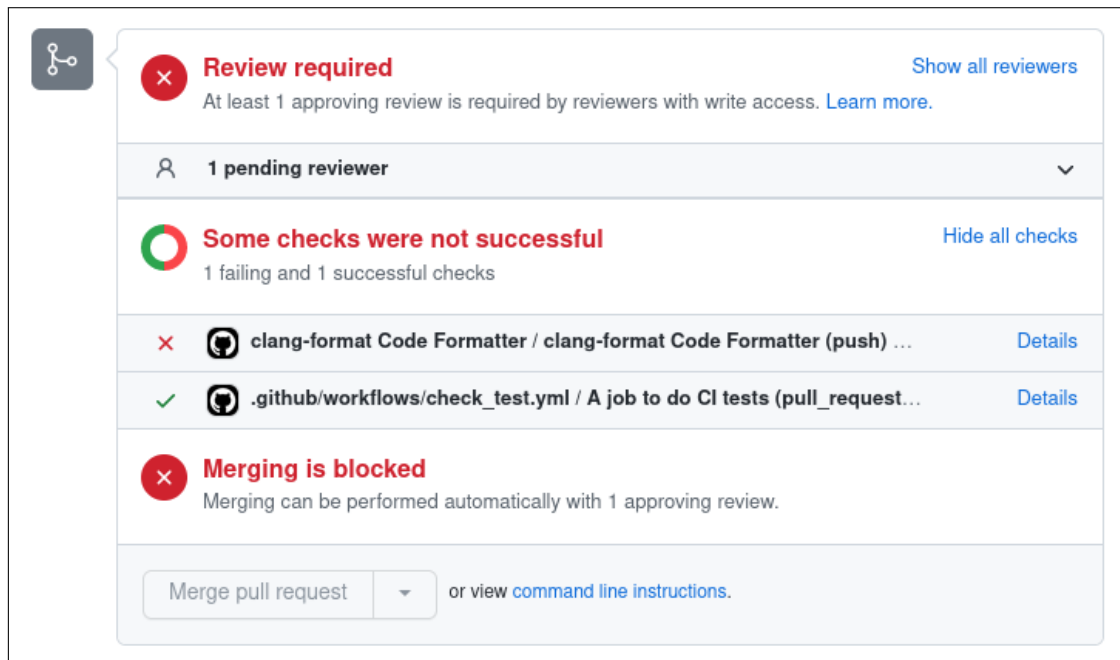 Review required
Show all reviewers
At least 1 approving review is required by reviewers with write access. Learn more.
1 pending reviewer
Some checks were not successful
Hide all checks
1 failing and 1 successful checks
clang-format Code Formatter / clang-format Code Formatter (push) …
Details
.github/workflows/check_test.yml / A job to do CI tests (pull_request…
Details
Merging is blocked
Merging can be performed automatically with 1 approving review.
Merge pull request
or view command line instructions.